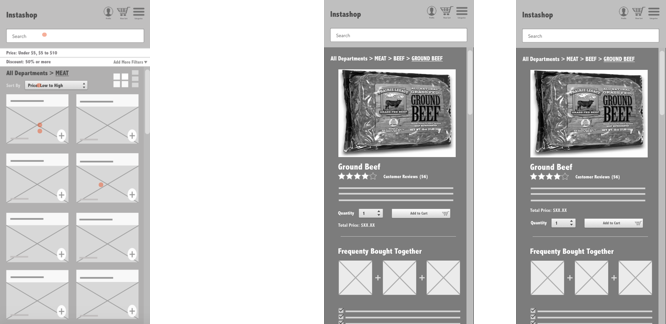 Instashop
Search
Price: Under $5, $5 to $10
Discount: 50% or more
Add More Filters
All Departments > MEAT
Sort by
Price: Low to High
Instashop
Search
All Departments > MEAT > BEEF > GROUND BEEF
GROUND
BEEF
Ground Beef
Customer Reviews (56)
Quantity 1 Add to Cart
Total Price: $XX.XX
Frequenty Bought Together
Instashop
Search
All Departments > MEAT > BEEF > GROUND BEEF
GROUND
BEEF
Ground Beef
Customer Reviews (56)
Total Price: $XX.XX
Quantity 1 Add to Cart
Frequenty Bought Together